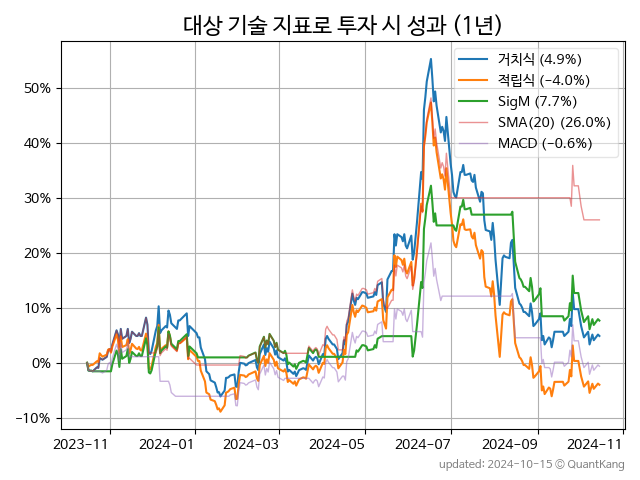 대상 기술 지표로 투자 시 성과 (1년)
거치식 (4.9%)
적립식 (−4.0%)
SigM (7.7%)
SMA(20) (26.0%)
MACD (−0.6%)
50%
40%
30%
20%
10%
0%
−10%
2023−11 2024−01 2024−03 2024−05 2024−07 2024−09 2024−11
updated: 2024-10-15 © QuantKang